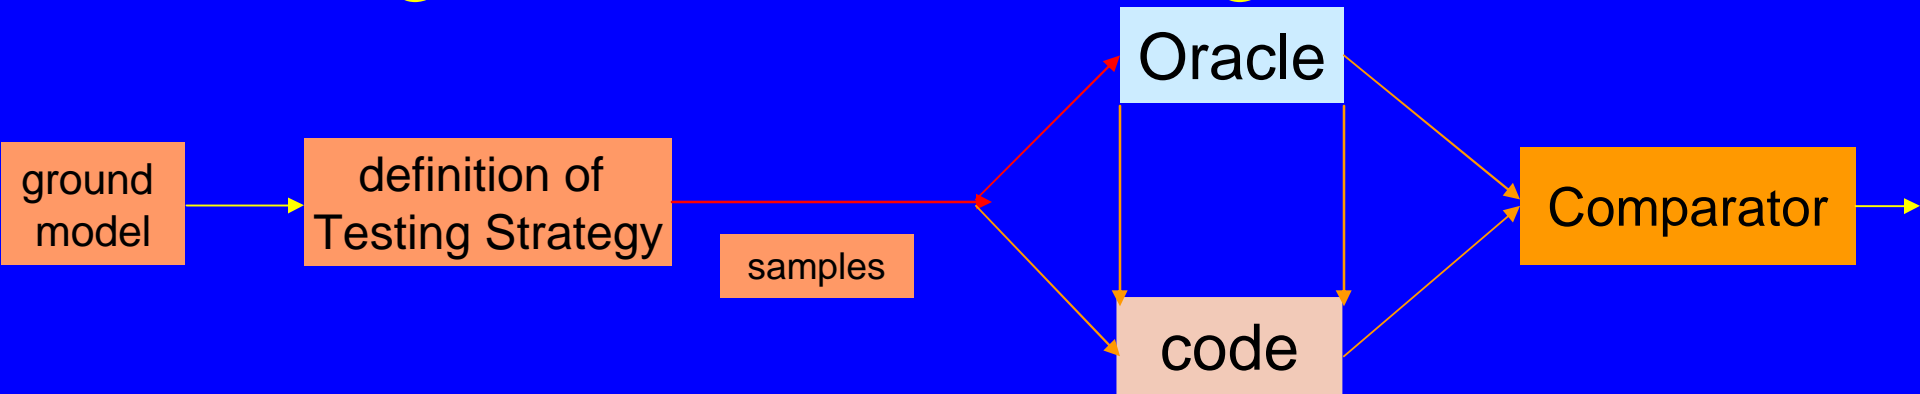 Oracle
ground
model
definition of
Testing Strategy
samples
Comparator
code